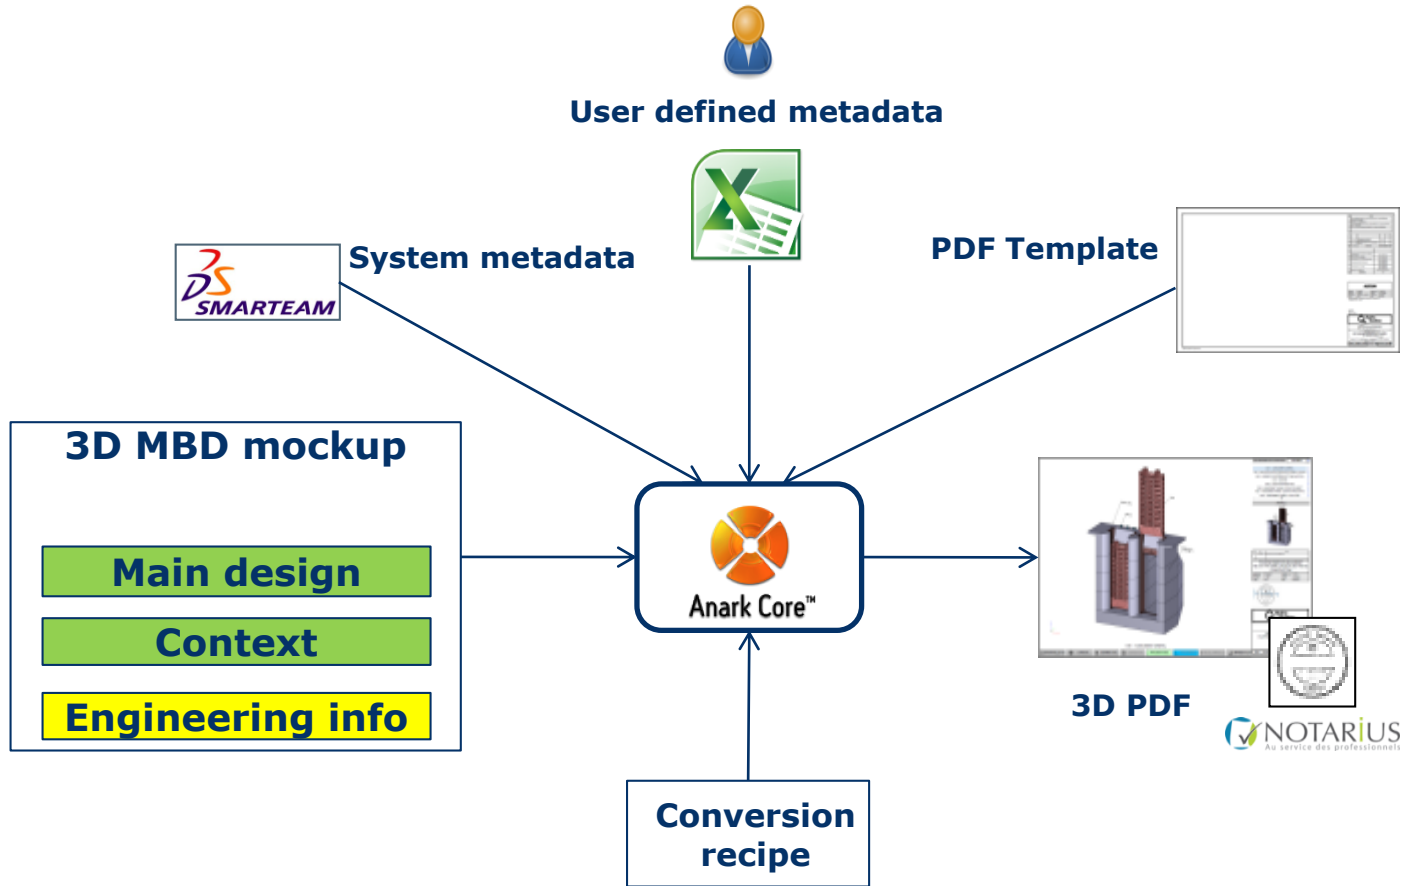 User defined metadata
System metadata
SMARTEAM
PDF Template
3D MBD mockup
Main design
Context
Engineering info
Anark Core™
3D PDF
NOTARiUS
Au service des professionnels
Conversion
recipe